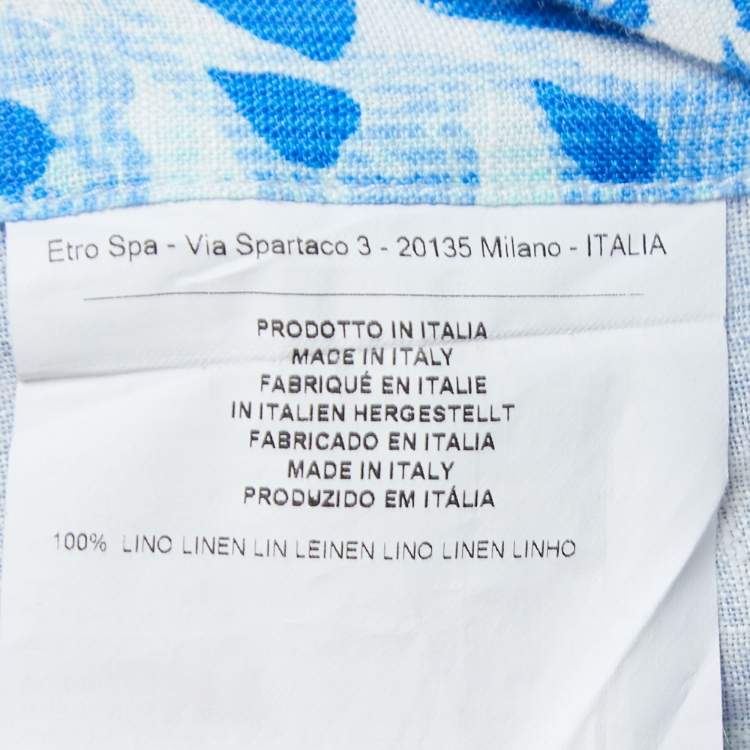 Etro Spa - Via Spartaco 3 - 20135 Milano - ITALIA
PRODOTTO IN ITALIA
MADE IN ITALY
FABRIQUÉ EN ITALIE
IN ITALIEN HERGESTELLT
FABRICADO EN ITALIA
MADE IN ITALY
PRODUZIDO EM ITÁLIA
100% LINO LINEN LIN LEINEN LINO LINEN LINHO